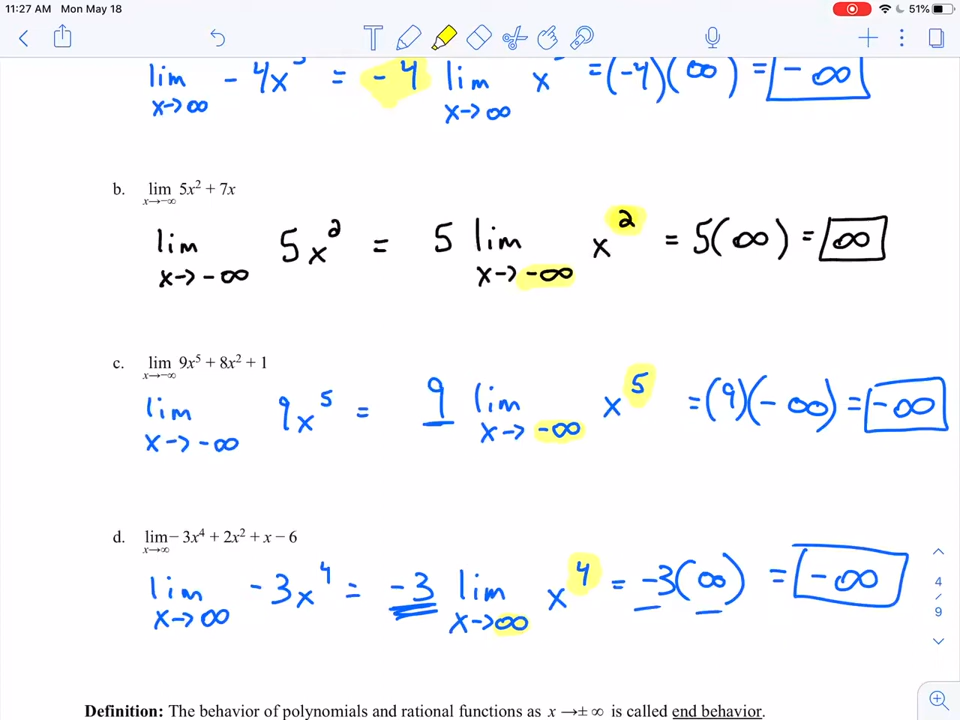 11:27 AM Mon May 18 51%
lim - 4x = -4 lim x = (-4)(∞) = -∞
x→∞ x→∞
b. lim 5x² + 7x
x→-∞
lim 5x² = 5 lim x² = 5(∞) = ∞
x→-∞ x→-∞
c. lim 9x⁵ + 8x² + 1
x→-∞
lim 9x⁵ = 9 lim x⁵ = (9)(-∞) = -∞
x→-∞ x→-∞
d. lim - 3x⁴ + 2x² + x - 6
x→∞
lim -3x⁴ = -3 lim x⁴ = -3(∞) = -∞
x→∞ x→∞
4
9
Definition: The behavior of polynomials and rational functions as x → ± ∞ is called end behavior.